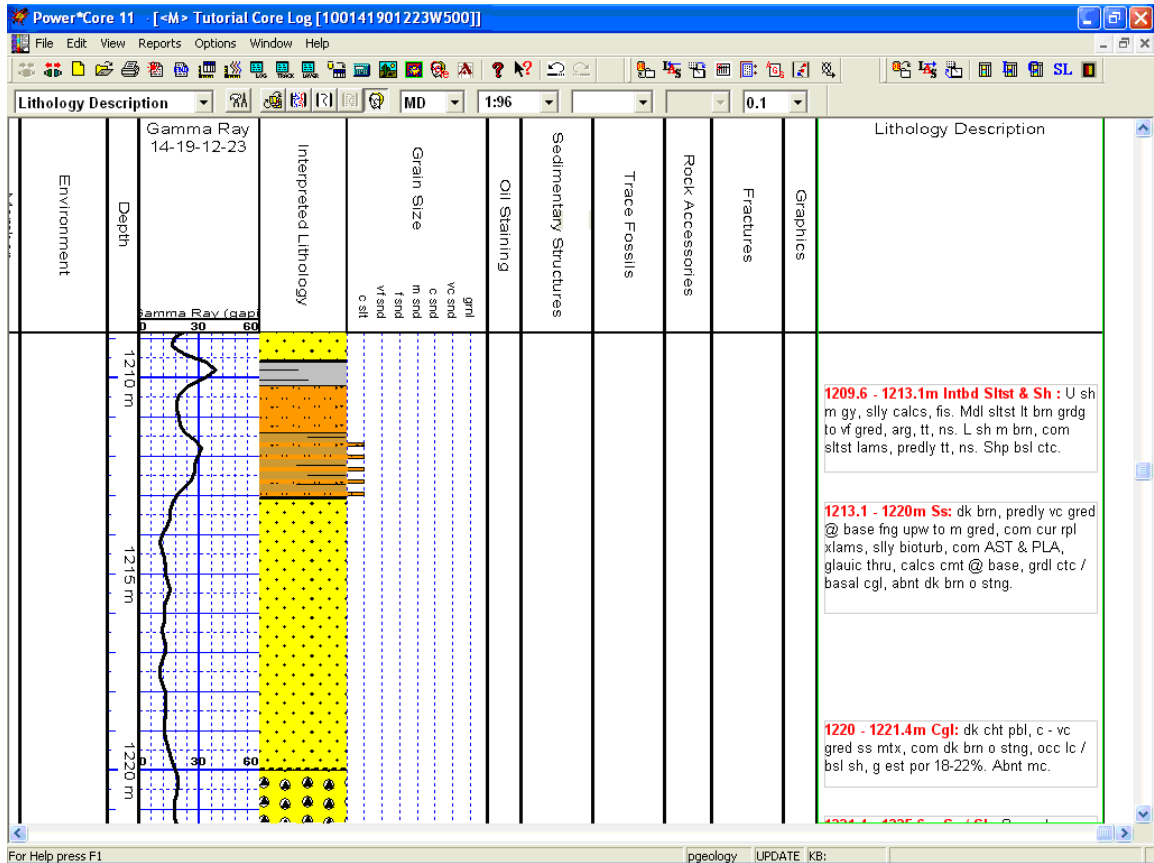 Power*Core 11 - [<M> Tutorial Core Log [100141901223W500]]
File Edit View Reports Options Window Help
SL
Lithology Description MD 1:96 0.1
Environment
Depth
Gamma Ray
14-19-12-23
Gamma Ray (gapi
0 30 60
Interpreted Lithology
Grain Size
c slt
vf snd
f snd
m snd
c snd
vc snd
grnl
Oil Staining
Sedimentary Structures
Trace Fossils
Rock Accessories
Fractures
Graphics
Lithology Description
1210 m
1215 m
1220 m
0 30 60
1209.6 - 1213.1m Intbd Sltst & Sh : U sh
m gy, slly calcs, fis. Mdl sltst lt brn grdg
to vf gred, arg, tt, ns. L sh m brn, com
sltst lams, predly tt, ns. Shp bsl ctc.
1213.1 - 1220m Ss: dk brn, predly vc gred
@ base fng upw to m gred, com cur rpl
xlams, slly bioturb, com AST & PLA,
glauic thru, calcs cmt @ base, grdl ctc /
basal cgl, abnt dk brn o stng.
1220 - 1221.4m Cgl: dk cht pbl, c - vc
gred ss mtx, com dk brn o stng, occ lc /
bsl sh, g est por 18-22%. Abnt mc.
For Help press F1
pgeology UPDATE KB: